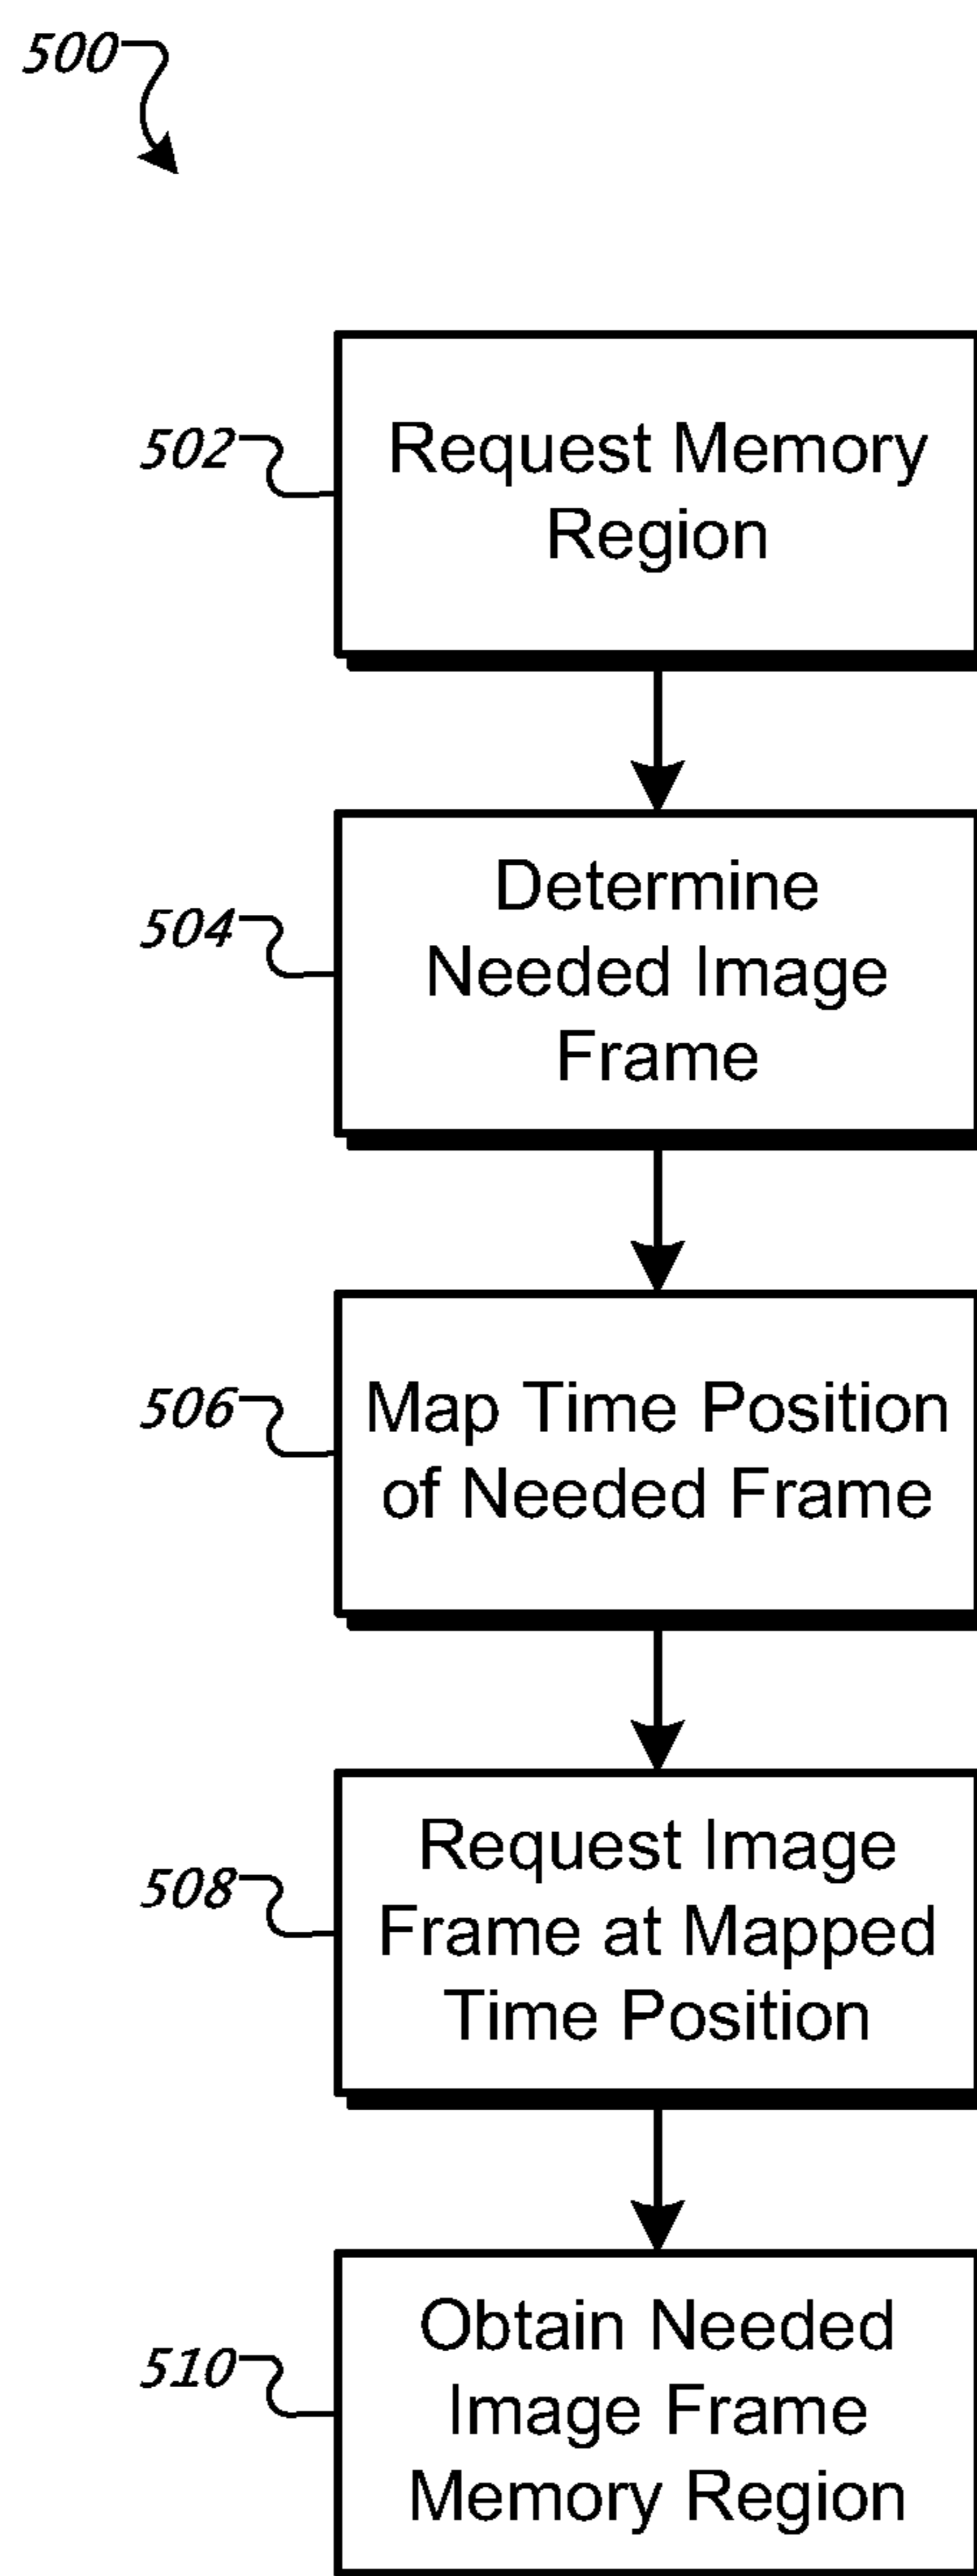 500
502
Request Memory
Region
504
Determine
Needed Image
Frame
506
Map Time Position
of Needed Frame
508
Request Image
Frame at Mapped
Time Position
510
Obtain Needed
Image Frame
Memory Region